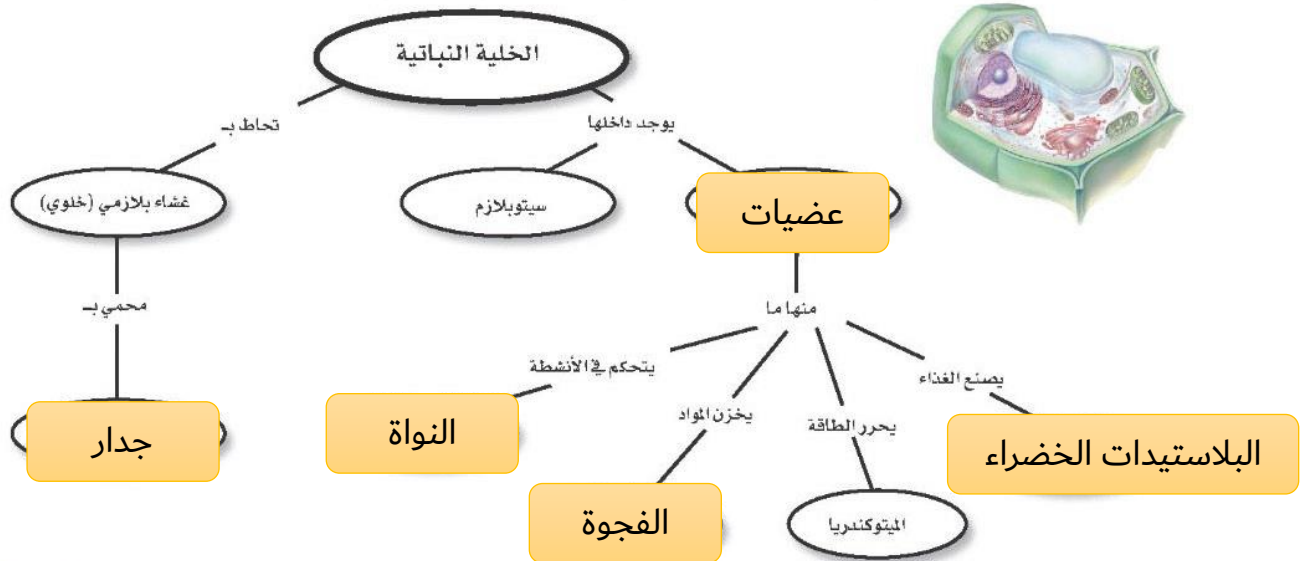 الخلية النباتية
يوجد داخلها
تحاط بـ
عضيات
سيتوبلازم
غشاء بلازمي (خلوي)
منها ما
محمي بـ
يصنع الغذاء
يحرر الطاقة
يخزن المواد
يتحكم في الأنشطة
البلاستيدات الخضراء
الميتوكندريا
الفجوة
النواة
جدار